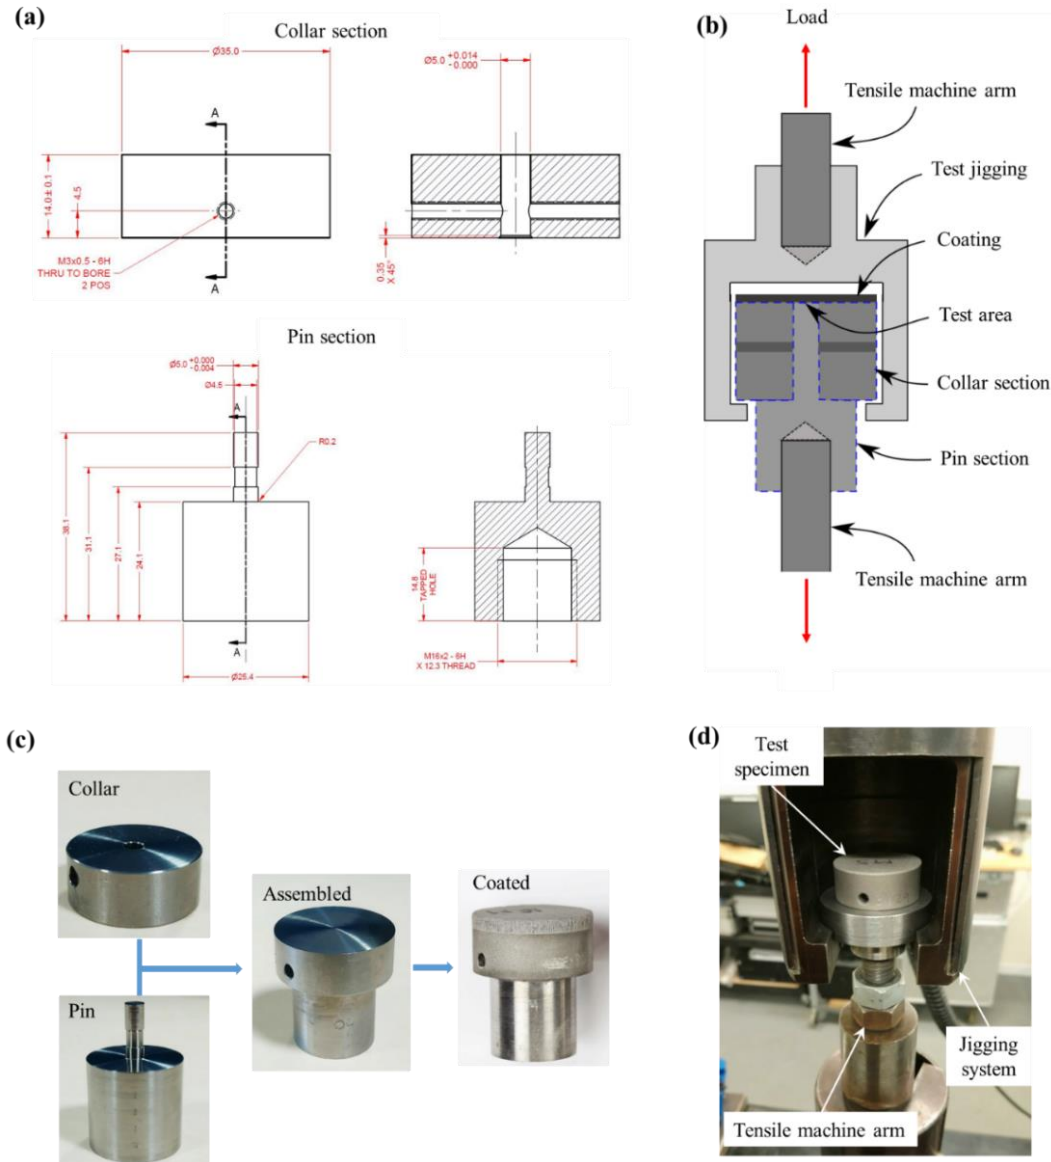 (a)
Collar section
Ø35.0
A
14.0± 0.1
4.5
M3x0.5 - 6H
THRU TO BORE
2 POS
A
Ø5.0 +0.014
- 0.000
0.35
X 45°
Pin section
Ø5.0 +0.000
-0.004
Ø4.5
A
R0.2
38.1
31.1
27.1
24.1
A
Ø25.4
14.8
TAPPED
HOLE
M16x2 - 6H
X 12.3 THREAD
(b)
Load
Tensile machine arm
Test jigging
Coating
Test area
Collar section
Pin section
Tensile machine arm
(c)
Collar
Pin
Assembled
Coated
(d)
Test
specimen
Jigging
system
Tensile machine arm